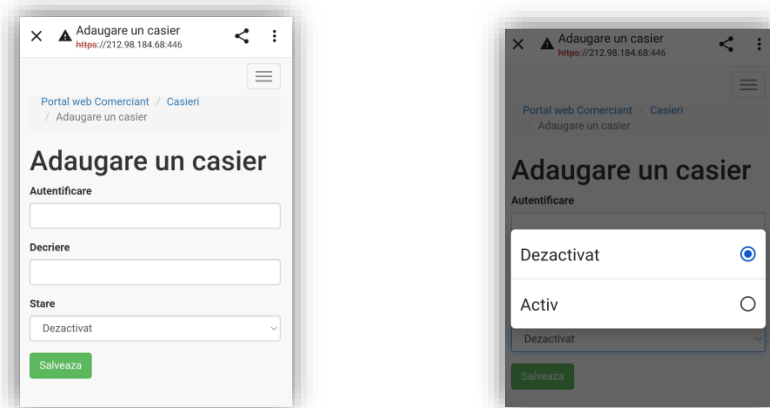 Adaugare un casier
https://212.98.184.68:446
Portal web Comerciant / Casieri
/ Adaugare un casier
Adaugare un casier
Autentificare
Decriere
Stare
Dezactivat
Salveaza
Adaugare un casier
https://212.98.184.68:446
Portal web Comerciant / Casieri
/ Adaugare un casier
Adaugare un casier
Autentificare
Dezactivat
Activ
Dezactivat
Salveaza